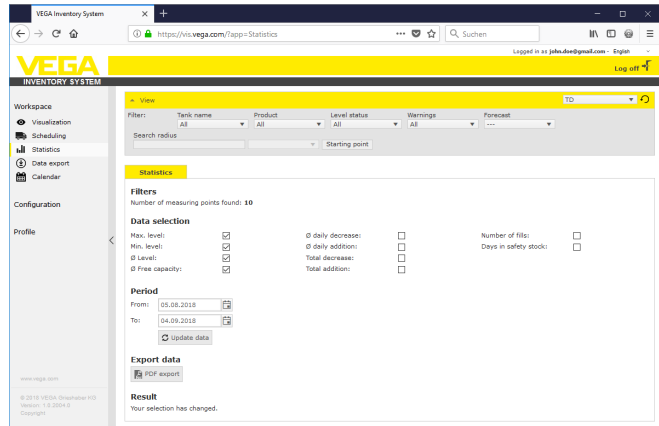 VEGA Inventory System
https://vis.vega.com/?app=Statistics
Suchen
Logged in as john.doe@gmail.com - English
VEGA
INVENTORY SYSTEM
Log off
Workspace
Visualization
Scheduling
Statistics
Data export
Calendar
Configuration
Profile
View
TD
Filter: Tank name Product Level status Warnings Forecast
All All All All ---
Search radius
Starting point
Statistics
Filters
Number of measuring points found: 10
Data selection
Max. level: Ø daily decrease: Number of fills:
Min. level: Ø daily addition: Days in safety stock:
Ø Level: Total decrease:
Ø Free capacity: Total addition:
Period
From: 05.08.2018
To: 04.09.2018
Update data
Export data
PDF export
Result
Your selection has changed.
www.vega.com
Copyright